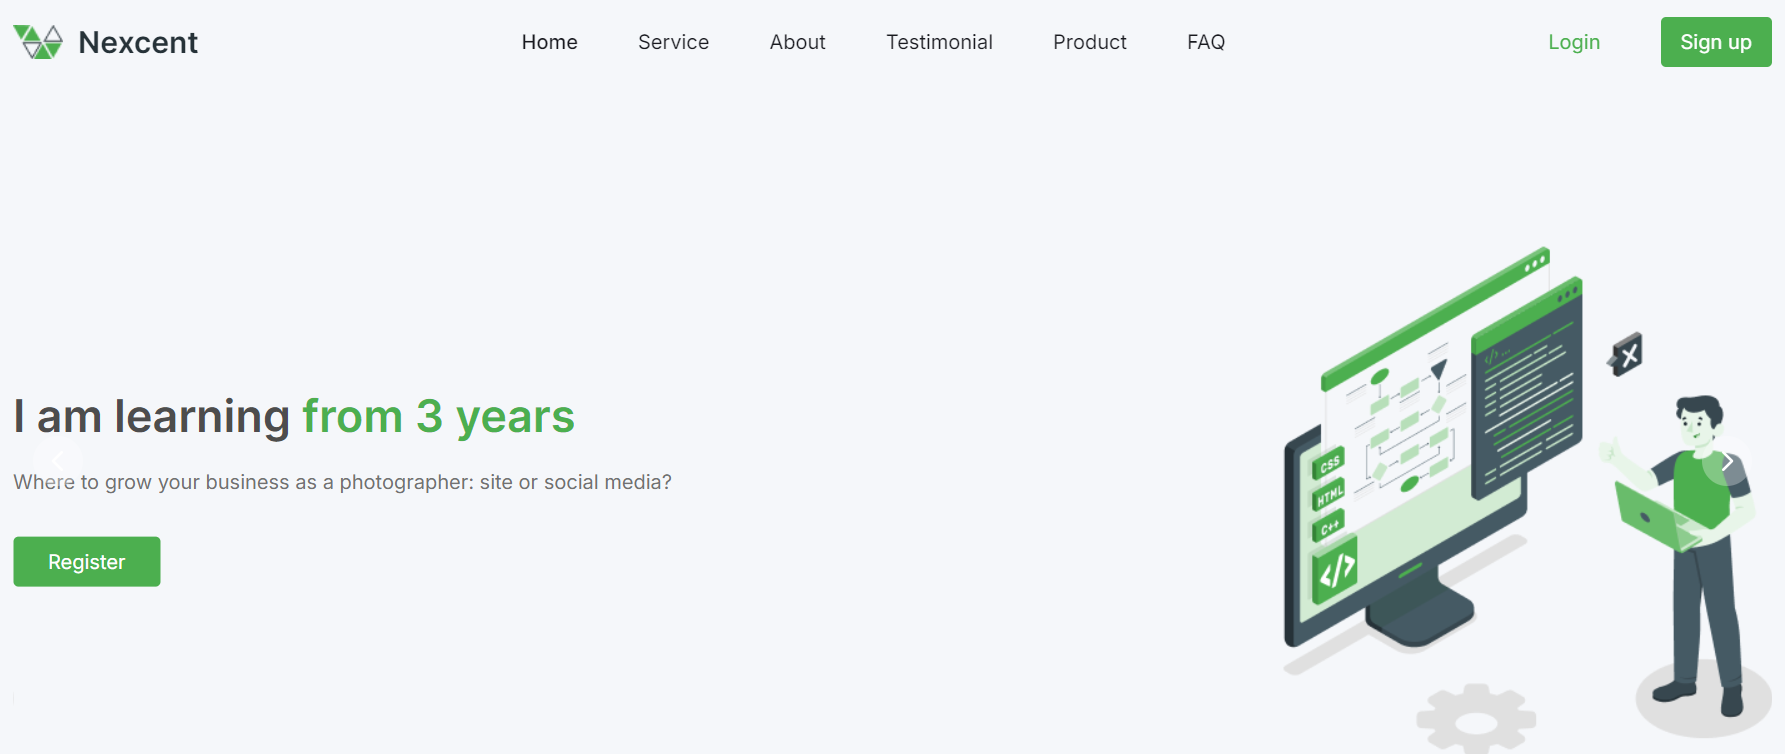 Nexcent
Home Service About Testimonial Product FAQ
Login
Sign up
I am learning from 3 years
Where to grow your business as a photographer: site or social media?
Register
CSS
HTML
C++
</>
</>...